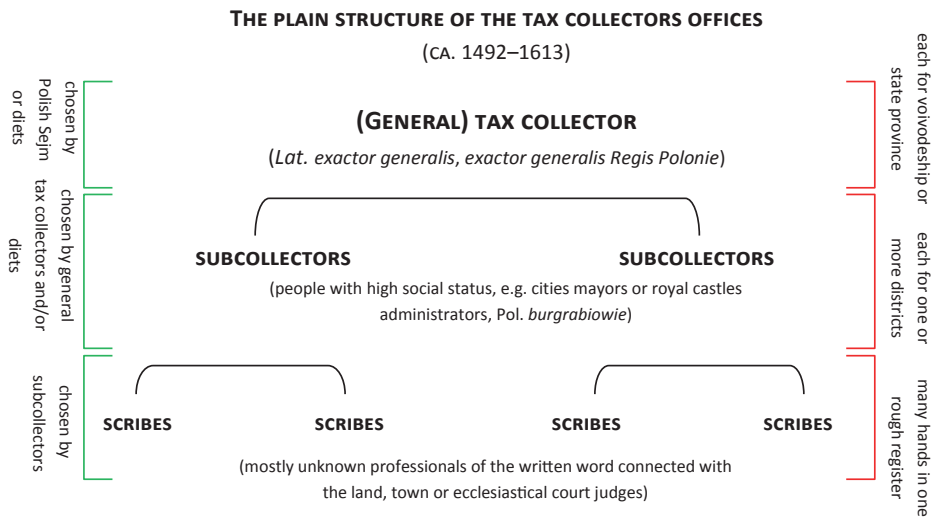 THE PLAIN STRUCTURE OF THE TAX COLLECTORS OFFICES
(CA. 1492–1613)
chosen by
Polish Sejm
or diets
(GENERAL) TAX COLLECTOR
(Lat. exactor generalis, exactor generalis Regis Polonie)
each for voivodeship or
state province
chosen by general
tax collectors and/or
diets
SUBCOLLECTORS
SUBCOLLECTORS
(people with high social status, e.g. cities mayors or royal castles
administrators, Pol. burgrabiowie)
each for one or
more districts
chosen by
subcollectors
SCRIBES
SCRIBES
SCRIBES
SCRIBES
(mostly unknown professionals of the written word connected with
the land, town or ecclesiastical court judges)
many hands in one
rough register